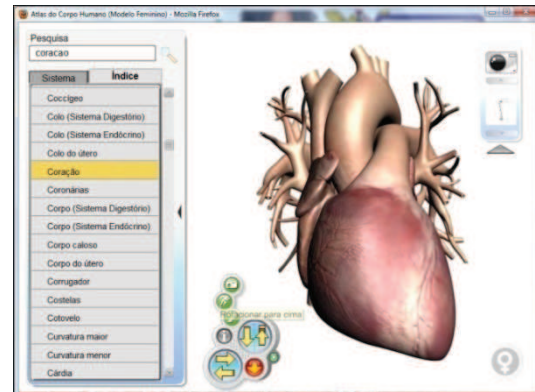 Atlas do Corpo Humano (Modelo Feminino) - Mozilla Firefox
Pesquisa
coracao
Sistema
Índice
Coccígeo
Colo (Sistema Digestório)
Colo (Sistema Endócrino)
Colo do útero
Coração
Coronárias
Corpo (Sistema Digestório)
Corpo (Sistema Endócrino)
Corpo caloso
Corpo do útero
Corrugador
Costelas
Cotovelo
Curvatura maior
Curvatura menor
Cárdia
Rotacionar para cima